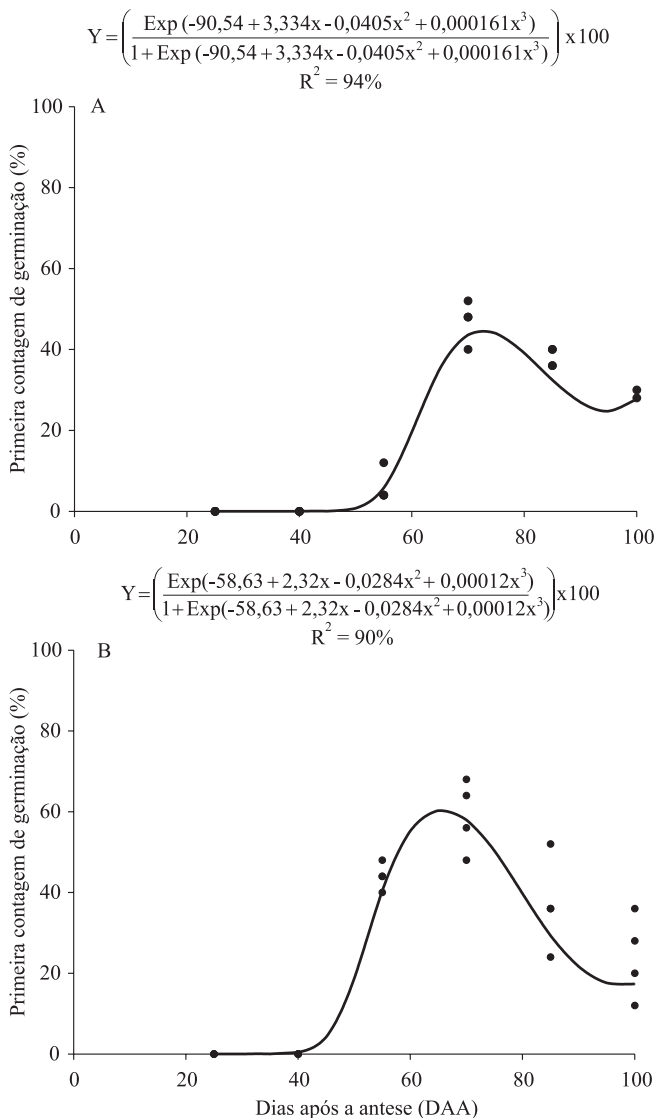 Y = ( Exp (-90,54 + 3,334x - 0,0405x² + 0,000161x³)
1 + Exp (-90,54 + 3,334x - 0,0405x² + 0,000161x³) ) x100
R² = 94%
A
Primeira contagem de germinação (%)
100
80
60
40
20
0
0 20 40 60 80 100
Y = ( Exp(-58,63 + 2,32x - 0,0284x² + 0,00012x³)
1 + Exp(-58,63 + 2,32x - 0,0284x² + 0,00012x³) ) x100
R² = 90%
B
Primeira contagem de germinação (%)
100
80
60
40
20
0
0 20 40 60 80 100
Dias após a antese (DAA)